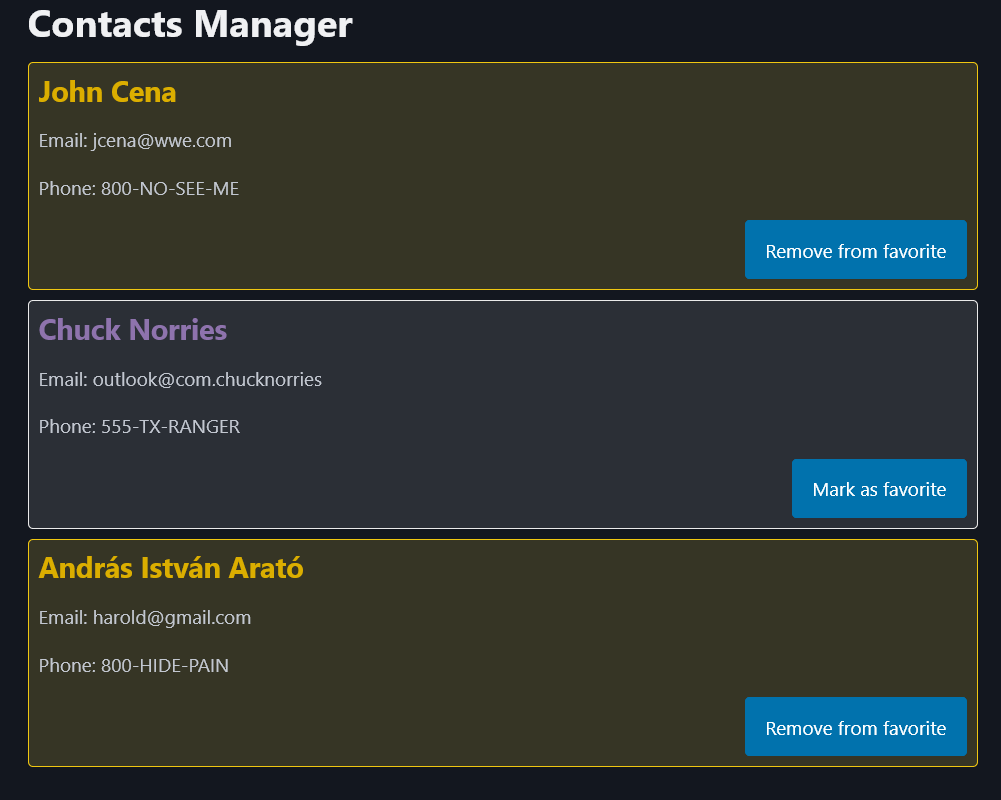 Contacts Manager
John Cena
Email: jcena@wwe.com
Phone: 800-NO-SEE-ME
Remove from favorite
Chuck Norries
Email: outlook@com.chucknorries
Phone: 555-TX-RANGER
Mark as favorite
András István Arató
Email: harold@gmail.com
Phone: 800-HIDE-PAIN
Remove from favorite